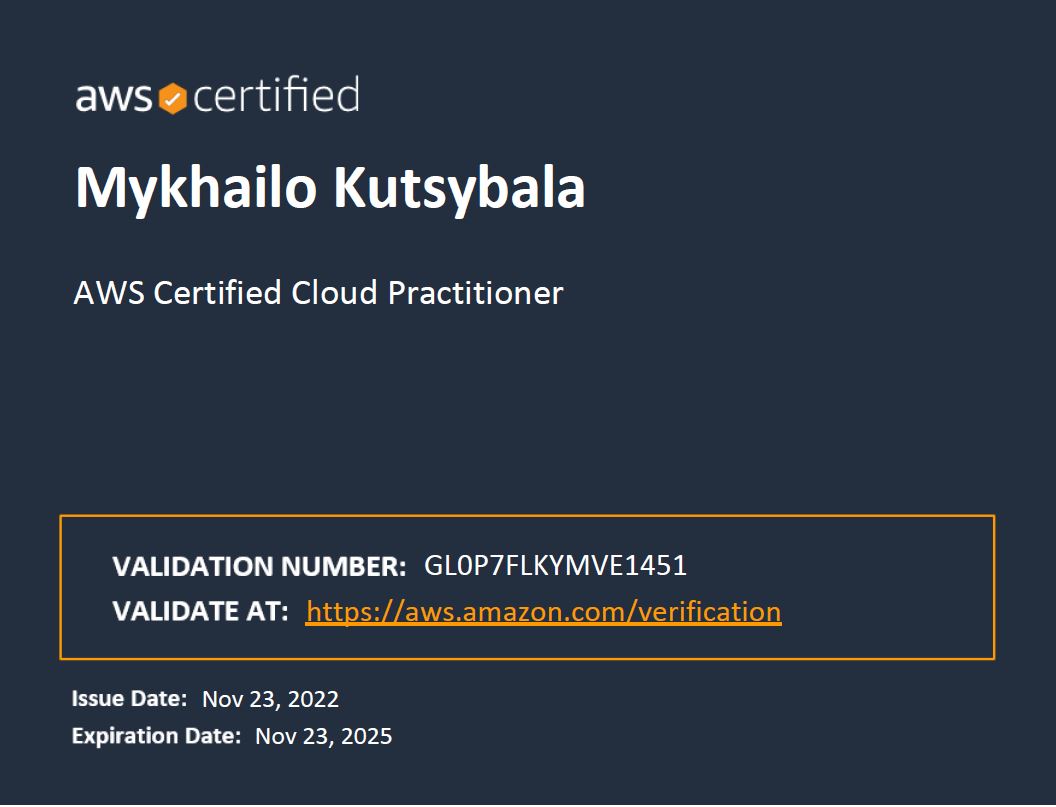 aws certified
Mykhailo Kutsybala
AWS Certified Cloud Practitioner
VALIDATION NUMBER: GL0P7FLKYMVE1451
VALIDATE AT: https://aws.amazon.com/verification
Issue Date: Nov 23, 2022
Expiration Date: Nov 23, 2025